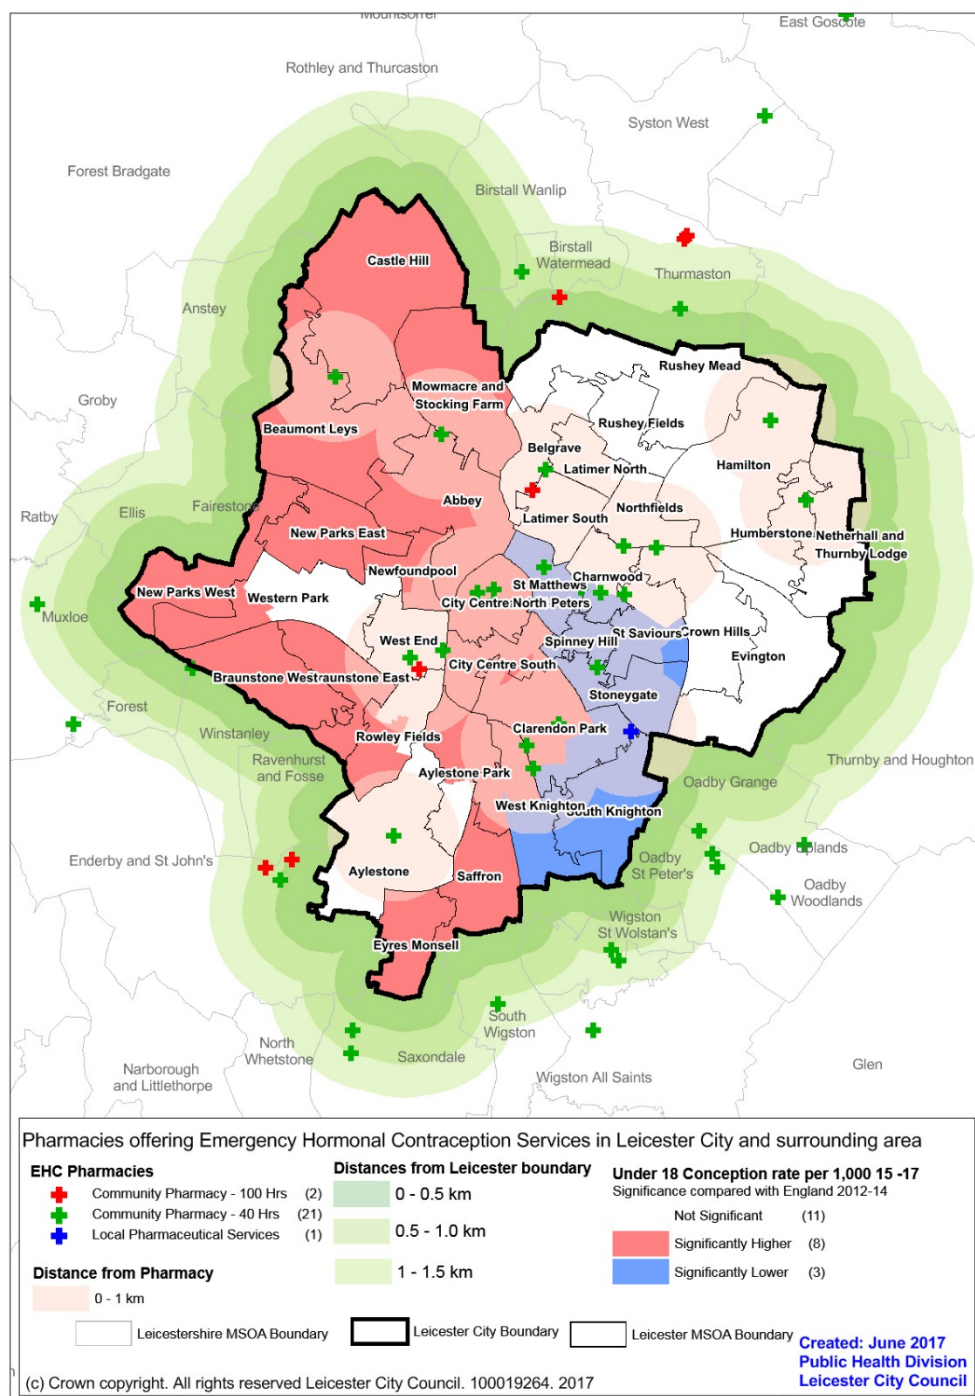 Mountsorrel
East Goscote
Rothley and Thurcaston
Syston West
Forest Bradgate
Birstall Wanlip
Birstall
Watermead
Castle Hill
Thurmaston
Anstey
Rushey Mead
Mowmacre and
Stocking Farm
Groby
Beaumont Leys
Rushey Fields
Belgrave
Latimer North
Hamilton
Abbey
Fairestone
Ellis
Ratby
Northfields
Latimer South
New Parks East
Humberstone
Netherhall and
Thurnby Lodge
Newfoundpool
Charnwood
St Matthews
New Parks West
Western Park
City Centre North
Peters
Muxloe
St Saviours
Crown Hills
West End
Spinney Hill
Evington
City Centre South
Braunstone West
raunstone East
Stoneygate
Forest
Clarendon Park
Winstanley
Rowley Fields
Ravenhurst
and Fosse
Thurnby and Houghton
Aylestone Park
Oadby Grange
West Knighton
South Knighton
Enderby and St John's
Oadby Uplands
Oadby
St Peter's
Aylestone
Saffron
Oadby
Woodlands
Wigston
St Wolstan's
Eyres Monsell
South
Wigston
North
Whetstone
Saxondale
Narborough
and Littlethorpe
Glen
Wigston All Saints
Pharmacies offering Emergency Hormonal Contraception Services in Leicester City and surrounding area
EHC Pharmacies
Community Pharmacy - 100 Hrs (2)
Community Pharmacy - 40 Hrs (21)
Local Pharmaceutical Services (1)
Distance from Pharmacy
0 - 1 km
Distances from Leicester boundary
0 - 0.5 km
0.5 - 1.0 km
1 - 1.5 km
Under 18 Conception rate per 1,000 15 -17
Significance compared with England 2012-14
Not Significant (11)
Significantly Higher (8)
Significantly Lower (3)
Leicestershire MSOA Boundary
Leicester City Boundary
Leicester MSOA Boundary
Created: June 2017
Public Health Division
Leicester City Council
(c) Crown copyright. All rights reserved Leicester City Council. 100019264. 2017